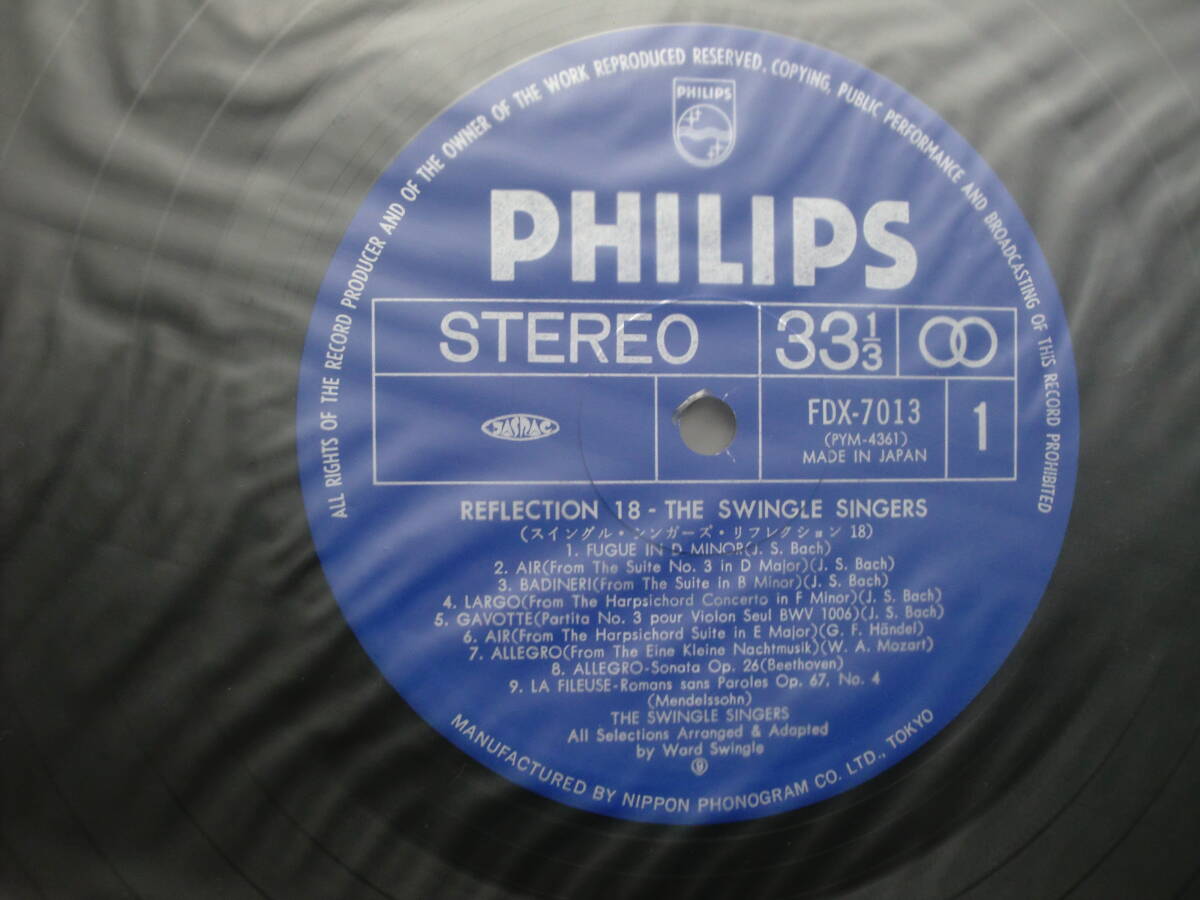 ALL RIGHTS OF THE RECORD PRODUCER AND OF THE OWNER OF THE WORK REPRODUCED RESERVED. COPYING, PUBLIC PERFORMANCE AND BROADCASTING OF THIS RECORD PROHIBITED
PHILIPS
PHILIPS
STEREO 33 1/3
JASRAC FDX-7013 1
(PYM-4361)
MADE IN JAPAN
REFLECTION 18 - THE SWINGLE SINGERS
(スイングル・シンガーズ・リフレクション 18)
1. FUGUE IN D MINOR(J. S. Bach)
2. AIR(From The Suite No. 3 in D Major)(J. S. Bach)
3. BADINERI(From The Suite in B Minor)(J. S. Bach)
4. LARGO(From The Harpsichord Concerto in F Minor)(J. S. Bach)
5. GAVOTTE(Partita No. 3 pour Violon Seul BWV 1006)(J. S. Bach)
6. AIR(From The Harpsichord Suite in E Major)(G. F. Händel)
7. ALLEGRO(From The Eine Kleine Nachtmusik)(W. A. Mozart)
8. ALLEGRO-Sonata Op. 26(Beethoven)
9. LA FILEUSE-Romans sans Paroles Op. 67, No. 4
(Mendelssohn)
THE SWINGLE SINGERS
All Selections Arranged & Adapted
by Ward Swingle
MANUFACTURED BY NIPPON PHONOGRAM CO. LTD., TOKYO